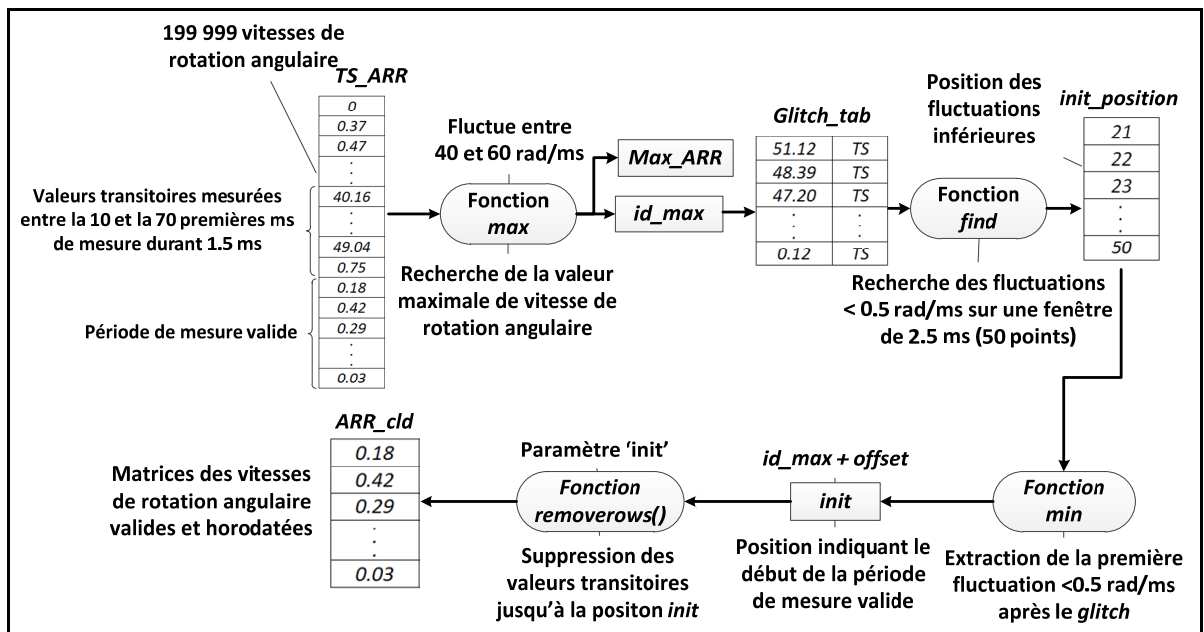 199 999 vitesses de
rotation angulaire
TS_ARR
0
0.37
0.47
.
.
.
40.16
.
.
.
49.04
0.75
0.18
0.42
0.29
.
.
.
0.03
Valeurs transitoires mesurées
entre la 10 et la 70 premières ms
de mesure durant 1.5 ms
Période de mesure valide
Fluctue entre
40 et 60 rad/ms
Fonction
max
Recherche de la valeur
maximale de vitesse de
rotation angulaire
Max_ARR
id_max
Glitch_tab
51.12 TS
48.39 TS
47.20 TS
. .
. .
. .
0.12 TS
Fonction
find
Recherche des fluctuations
< 0.5 rad/ms sur une fenêtre
de 2.5 ms (50 points)
Position des
fluctuations
inférieures
init_position
21
22
23
.
.
.
50
Fonction
min
Extraction de la première
fluctuation <0.5 rad/ms
après le glitch
id_max + offset
init
Position indiquant le
début de la période
de mesure valide
Paramètre ‘init’
Fonction
removerows()
Suppression des
valeurs transitoires
jusqu’à la positon init
ARR_cld
0.18
0.42
0.29
.
.
.
0.03
Matrices des vitesses
de rotation angulaire
valides et horodatées